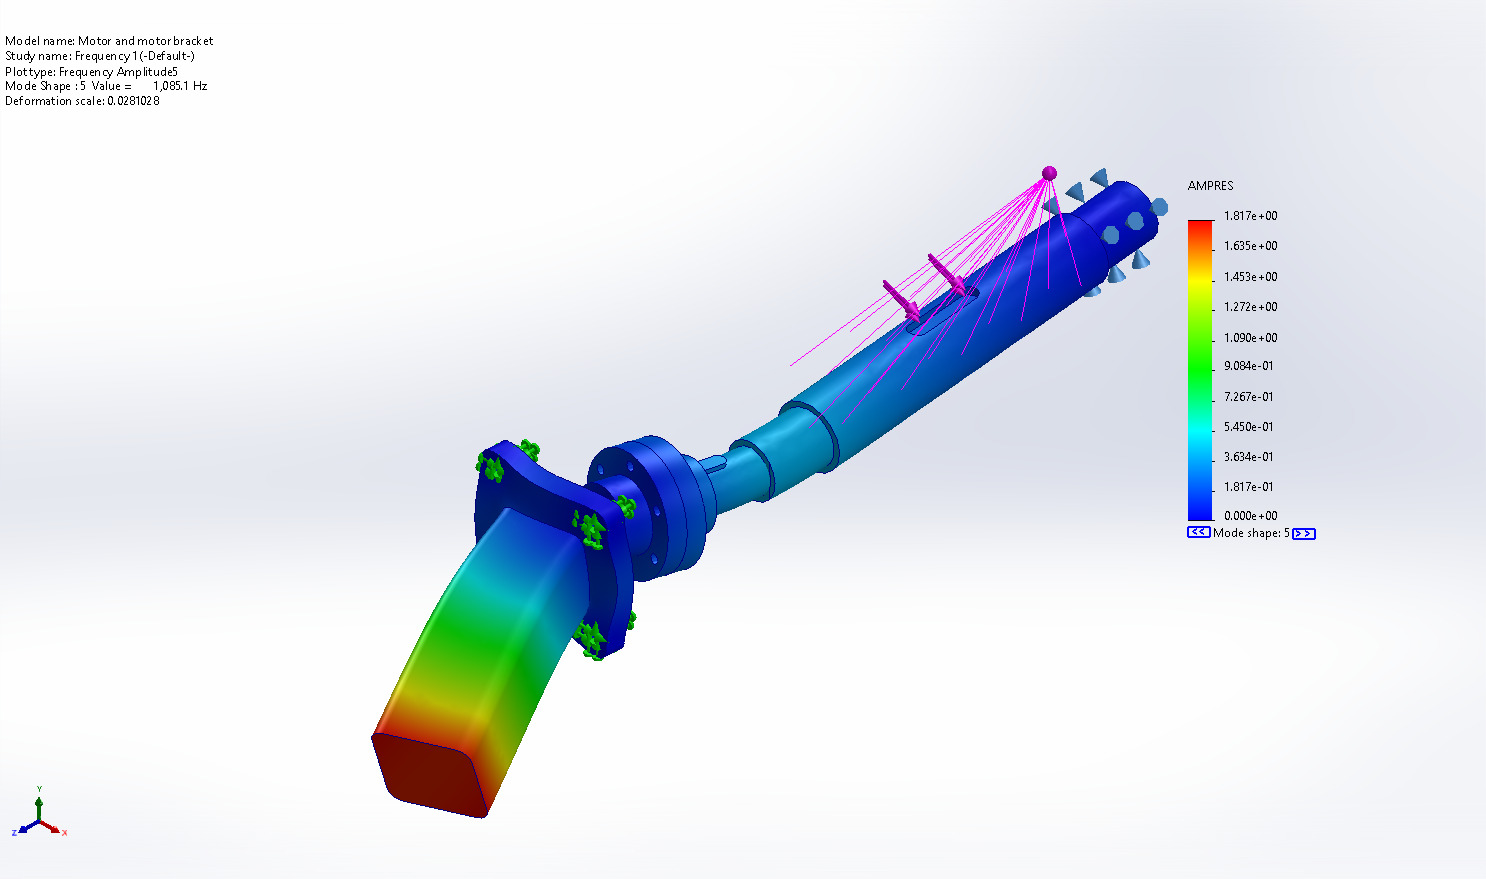 Model name: Motor and motor bracket
Study name: Frequency 1(-Default-)
Plot type: Frequency Amplitude5
Mode Shape : 5 Value = 1,085.1 Hz
Deformation scale: 0.0281028
AMPRES
1.817e+00
1.635e+00
1.453e+00
1.272e+00
1.090e+00
9.084e-01
7.267e-01
5.450e-01
3.634e-01
1.817e-01
0.000e+00
<< Mode shape: 5 >>
Y
Z X